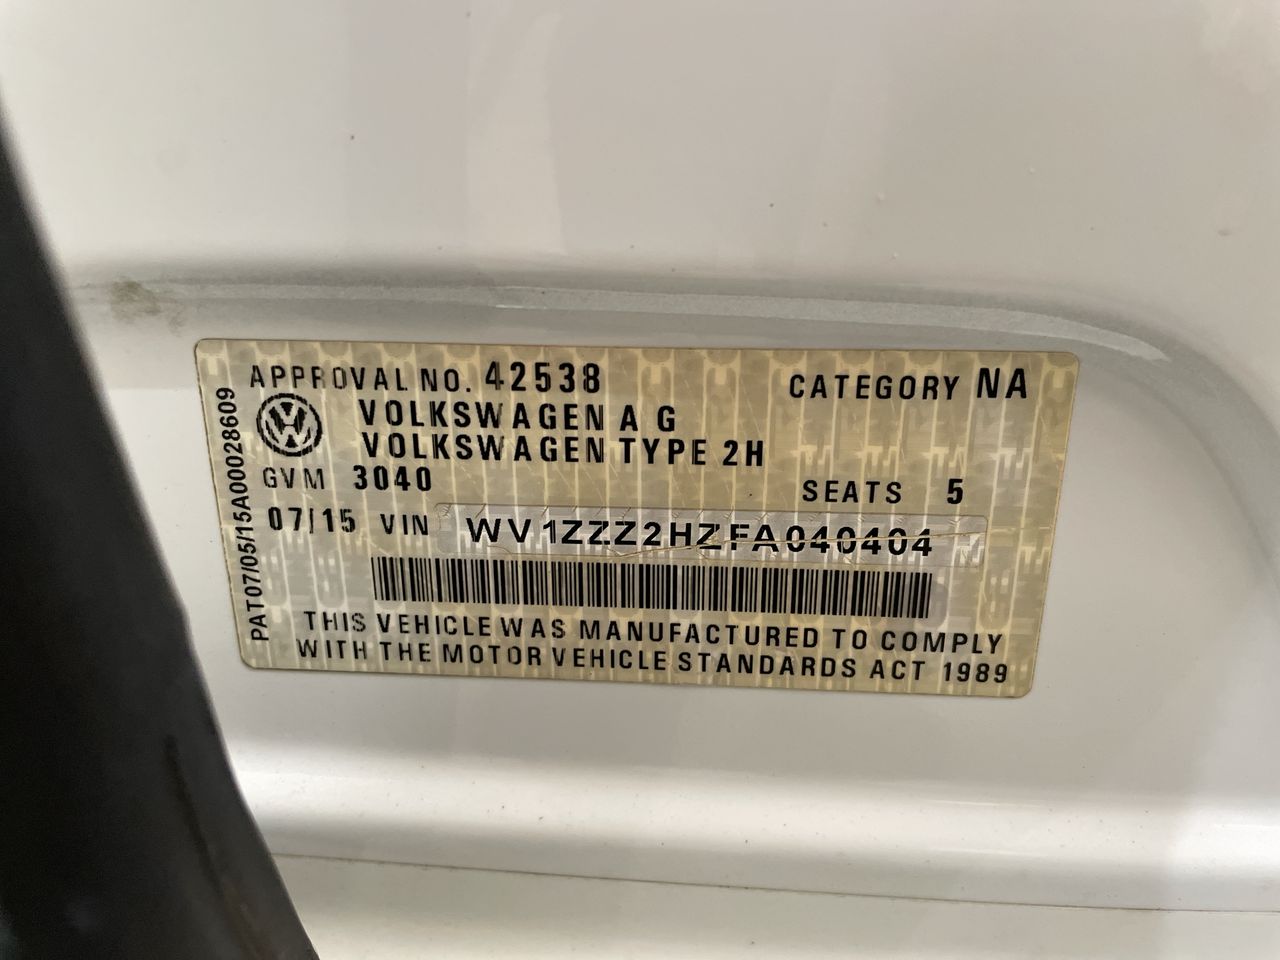 APPROVAL NO. 42538 CATEGORY NA
VOLKSWAGEN A G
VOLKSWAGEN TYPE 2H
GVM 3040 SEATS 5
07/15 VIN WV1ZZZ2HZFA040404
THIS VEHICLE WAS MANUFACTURED TO COMPLY
WITH THE MOTOR VEHICLE STANDARDS ACT 1989
PAT07/05/15A00028609